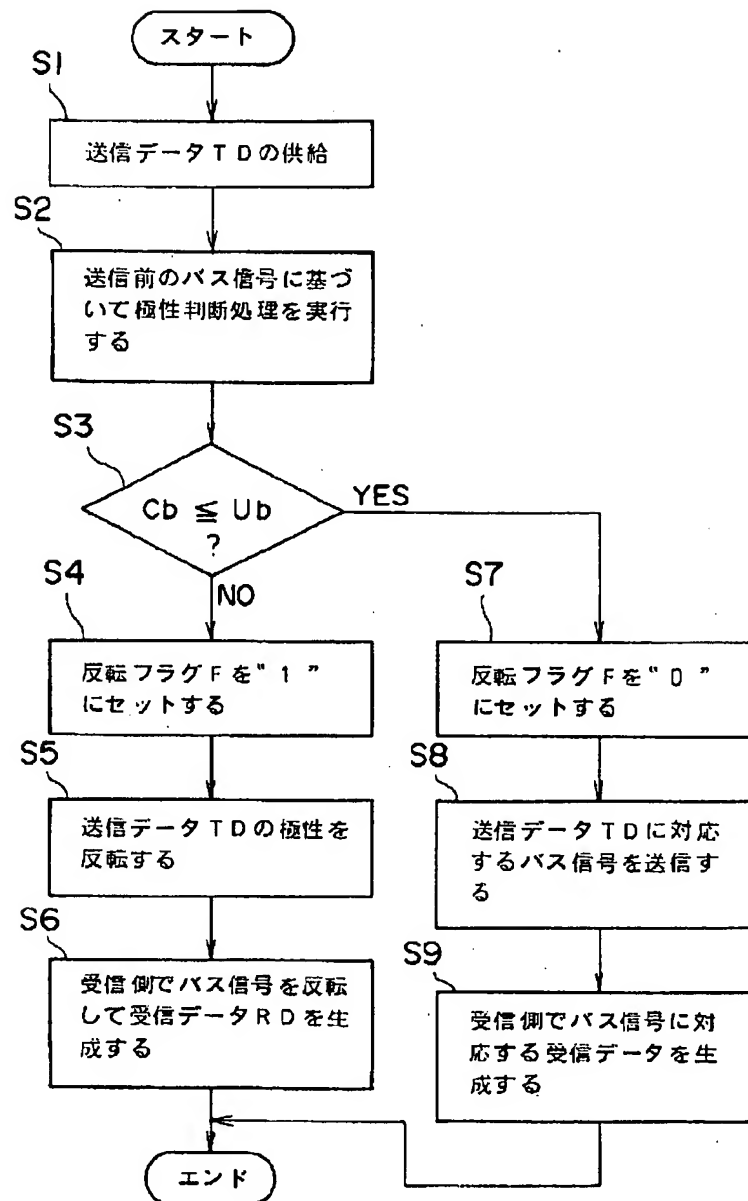 スタート
S1
送信データTDの供給
S2
送信前のバス信号に基づ
いて極性判断処理を実行
する
S3
Cb ≦ Ub
?
YES
NO
S4
反転フラグFを"1"
にセットする
S5
送信データTDの極性を
反転する
S6
受信側でバス信号を反転
して受信データRDを生
成する
S7
反転フラグFを"0"
にセットする
S8
送信データTDに対応
するバス信号を送信す
る
S9
受信側でバス信号に対
応する受信データを生
成する
エンド